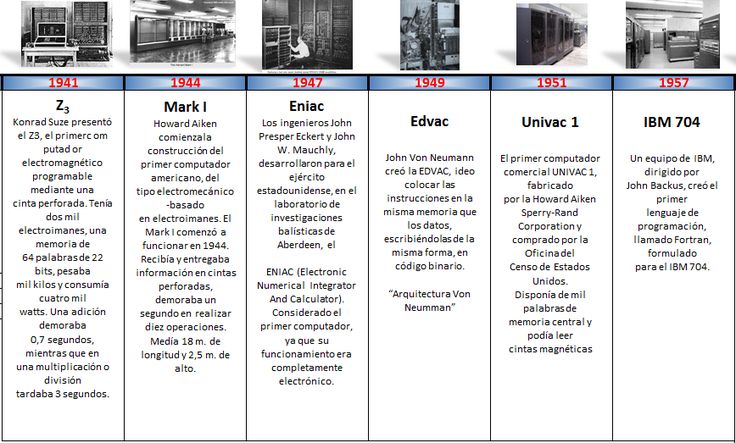 1941
Z3
Konrad Suze presentó
el Z3, el primerc om
putad or
electromagnético
programable
mediante una
cinta perforada. Tenía
dos mil
electroimanes, una
memoria de
64 palabras de 22
bits, pesaba
mil kilos y consumía
cuatro mil
watts. Una adición
demoraba
0,7 segundos,
mientras que en
una multiplicación o
división
tardaba 3 segundos.
1944
Mark I
Howard Aiken
comienzala
construcción del
primer computador
americano, del
tipo electromecánico
-basado
en electroimanes. El
Mark I comenzó a
funcionar en 1944.
Recibía y entregaba
información en cintas
perforadas,
demoraba un
segundo en realizar
diez operaciones.
Medía 18 m. de
longitud y 2,5 m. de
alto.
1947
Eniac
Los ingenieros John
Presper Eckert y John
W. Mauchly,
desarrollaron para el
ejército
estadounidense, en el
laboratorio de
investigaciones
balísticas de
Aberdeen, el
ENIAC (Electronic
Numerical Integrator
And Calculator).
Considerado el
primer computador,
ya que su
funcionamiento era
completamente
electrónico.
1949
Edvac
John Von Neumann
creó la EDVAC, ideo
colocar las
instrucciones en la
misma memoria que
los datos,
escribiéndolas de
la misma forma, en
código binario.
"Arquitectura Von
Neumman"
1951
Univac 1
El primer computador
comercial UNIVAC 1,
fabricado
por la Howard Aiken
Sperry-Rand
Corporation y
comprado por la
Oficina del
Censo de Estados
Unidos.
Disponía de mil
palabras de
memoria central y
podía leer
cintas magnéticas
1957
IBM 704
Un equipo de IBM,
dirigido por
John Backus, creó el
primer
lenguaje de
programación,
llamado Fortran,
formulado
para el IBM 704.